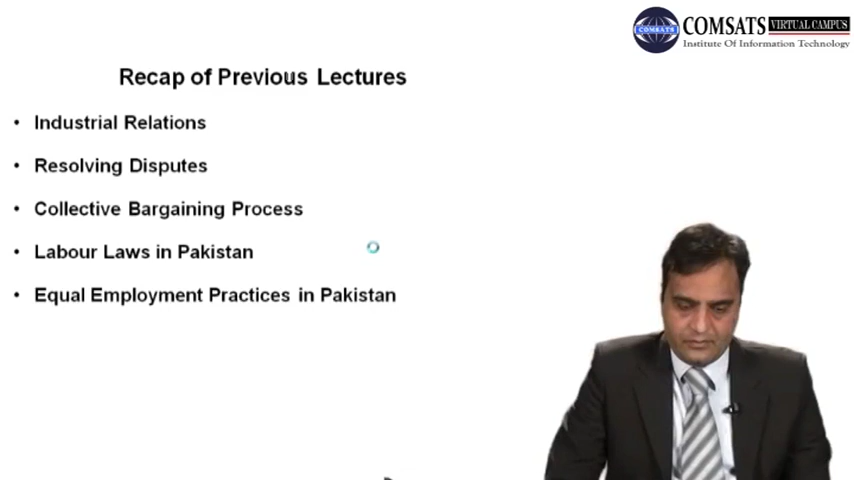 COMSATS
COMSATS VIRTUAL CAMPUS
Institute Of Information Technology
Recap of Previous Lectures
• Industrial Relations
• Resolving Disputes
• Collective Bargaining Process
• Labour Laws in Pakistan
• Equal Employment Practices in Pakistan